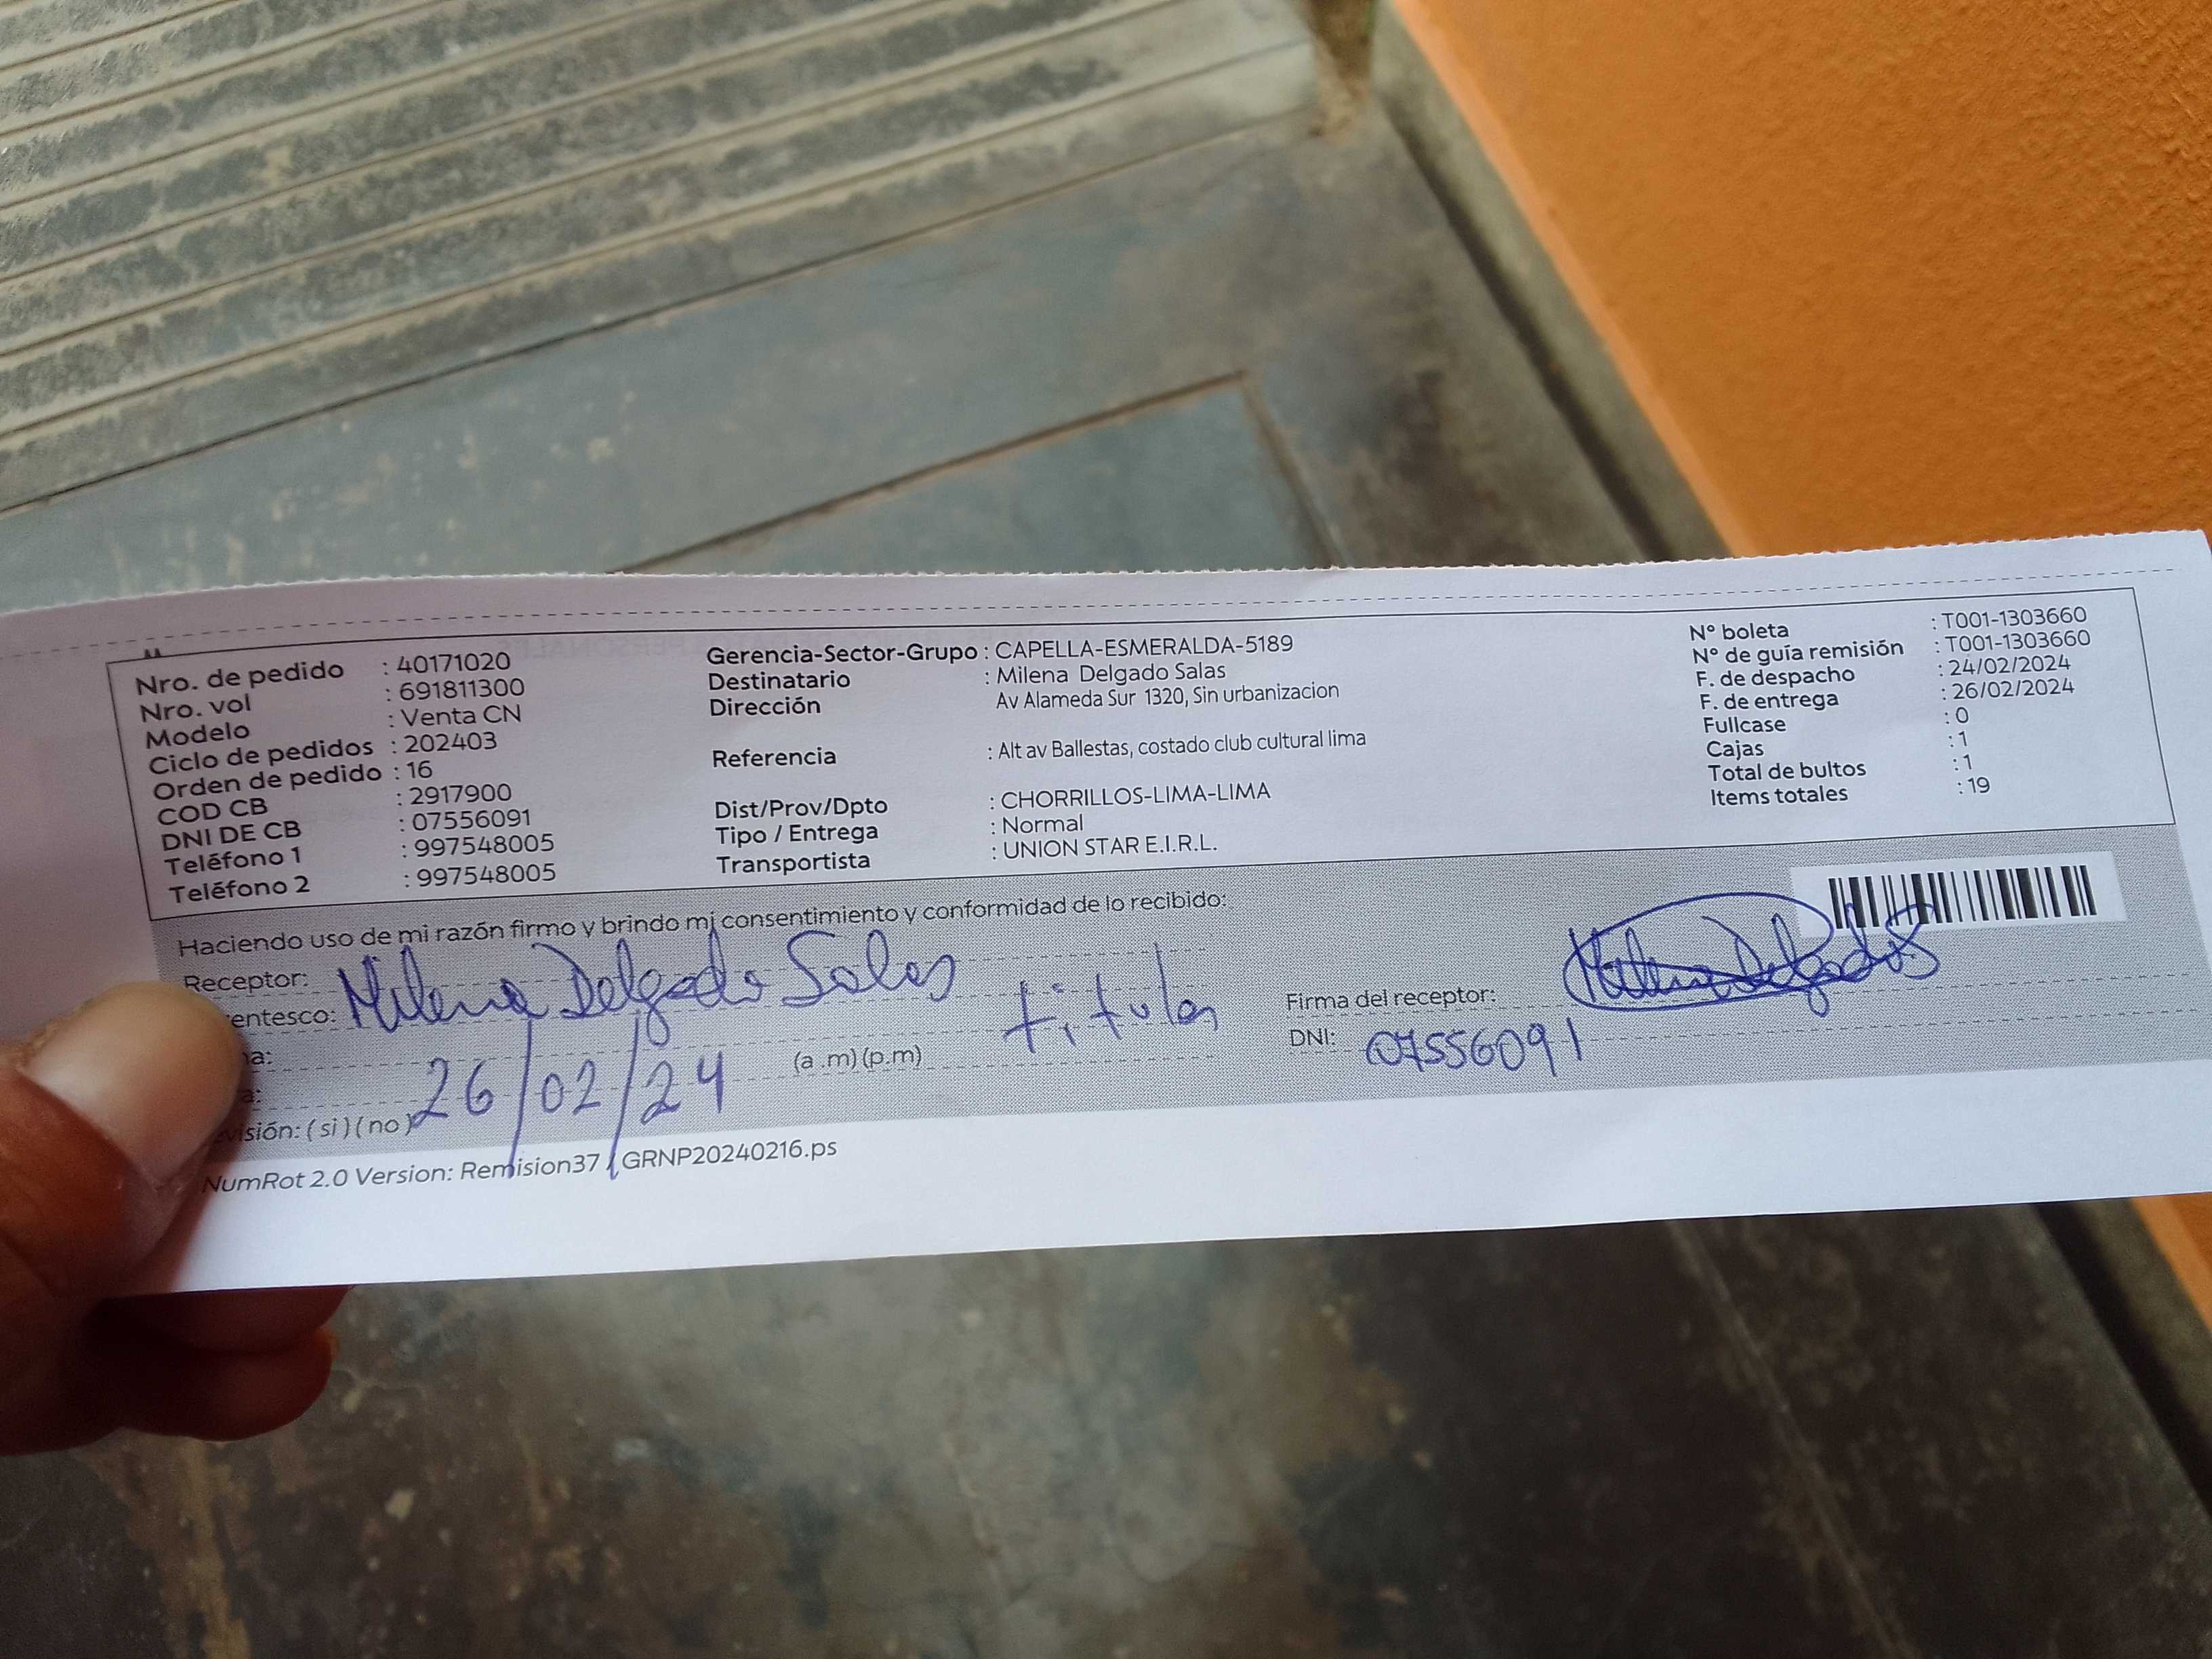 Nro. de pedido : 40171020
Nro. vol : 691811300
Modelo : Venta CN
Ciclo de pedidos : 202403
Orden de pedido : 16
COD CB : 2917900
DNI DE CB : 07556091
Teléfono 1 : 997548005
Teléfono 2 : 997548005
Gerencia-Sector-Grupo : CAPELLA-ESMERALDA-5189
Destinatario : Milena Delgado Salas
Dirección Av Alameda Sur 1320, Sin urbanizacion
Referencia : Alt av Ballestas, costado club cultural lima
Dist/Prov/Dpto : CHORRILLOS-LIMA-LIMA
Tipo / Entrega : Normal
Transportista : UNION STAR E.I.R.L.
N° boleta : T001-1303660
N° de guía remisión : T001-1303660
F. de despacho : 24/02/2024
F. de entrega : 26/02/2024
Fullcase : 0
Cajas : 1
Total de bultos : 1
Items totales : 19
Haciendo uso de mi razón firmo y brindo mi consentimiento y conformidad de lo recibido:
Receptor: Milena Delgado Salas
entesco: titular
a:
a: 26/02/24 (a.m)(p.m)
visión: (si)(no)
Firma del receptor: Milena Delgado S
DNI: 07556091
NumRot 2.0 Version: Remision37 / GRNP20240216.ps